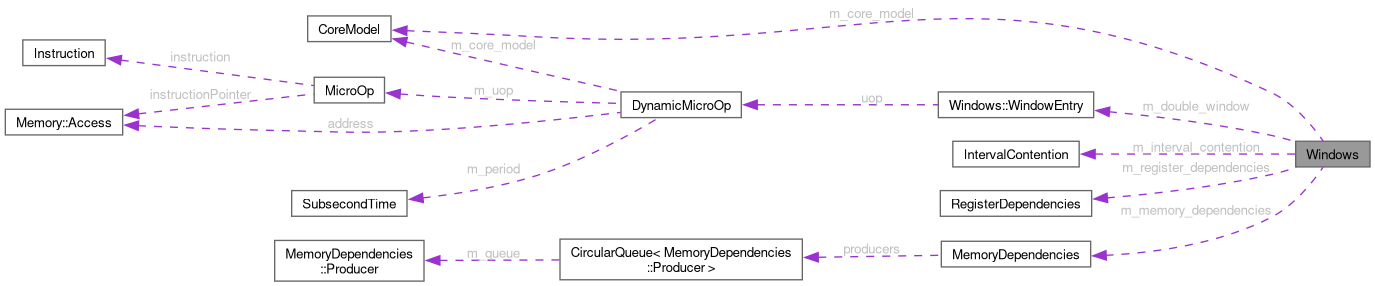 m_core_model
CoreModel
m_core_model
Instruction
instruction
MicroOp
m_uop
instructionPointer
DynamicMicroOp
uop
Windows::WindowEntry
m_double_window
Memory::Access
address
IntervalContention
m_interval_contention
Windows
m_period
m_register_dependencies
SubsecondTime
RegisterDependencies
m_memory_dependencies
MemoryDependencies
::Producer
m_queue
CircularQueue< MemoryDependencies
::Producer >
producers
MemoryDependencies